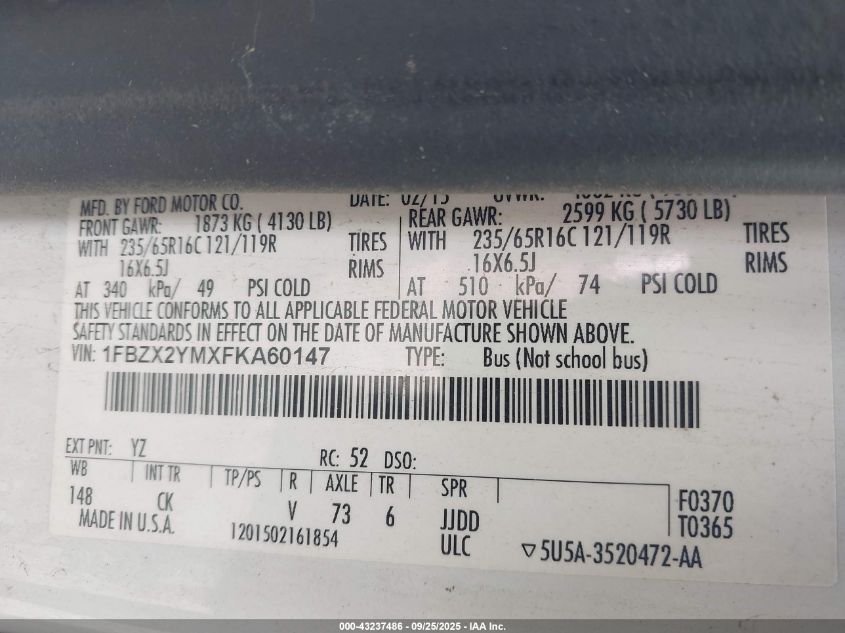 MFD. BY FORD MOTOR CO. DATE: 02/15 GVWR:
FRONT GAWR: 1873 KG ( 4130 LB) REAR GAWR: 2599 KG ( 5730 LB)
WITH 235/65R16C 121/119R TIRES WITH 235/65R16C 121/119R TIRES
16X6.5J RIMS 16X6.5J RIMS
AT 340 kPa/ 49 PSI COLD AT 510 kPa/ 74 PSI COLD
THIS VEHICLE CONFORMS TO ALL APPLICABLE FEDERAL MOTOR VEHICLE
SAFETY STANDARDS IN EFFECT ON THE DATE OF MANUFACTURE SHOWN ABOVE.
VIN: 1FBZX2YMXFKA60147 TYPE: Bus (Not school bus)
EXT PNT: YZ RC: 52 DSO:
WB INT TR TP/PS R AXLE TR SPR
148 CK V 73 6 JJDD F0370
MADE IN U.S.A. 1201502161854 ULC T0365
▽5U5A-3520472-AA
000-43237486 - 09/25/2025 - IAA Inc.